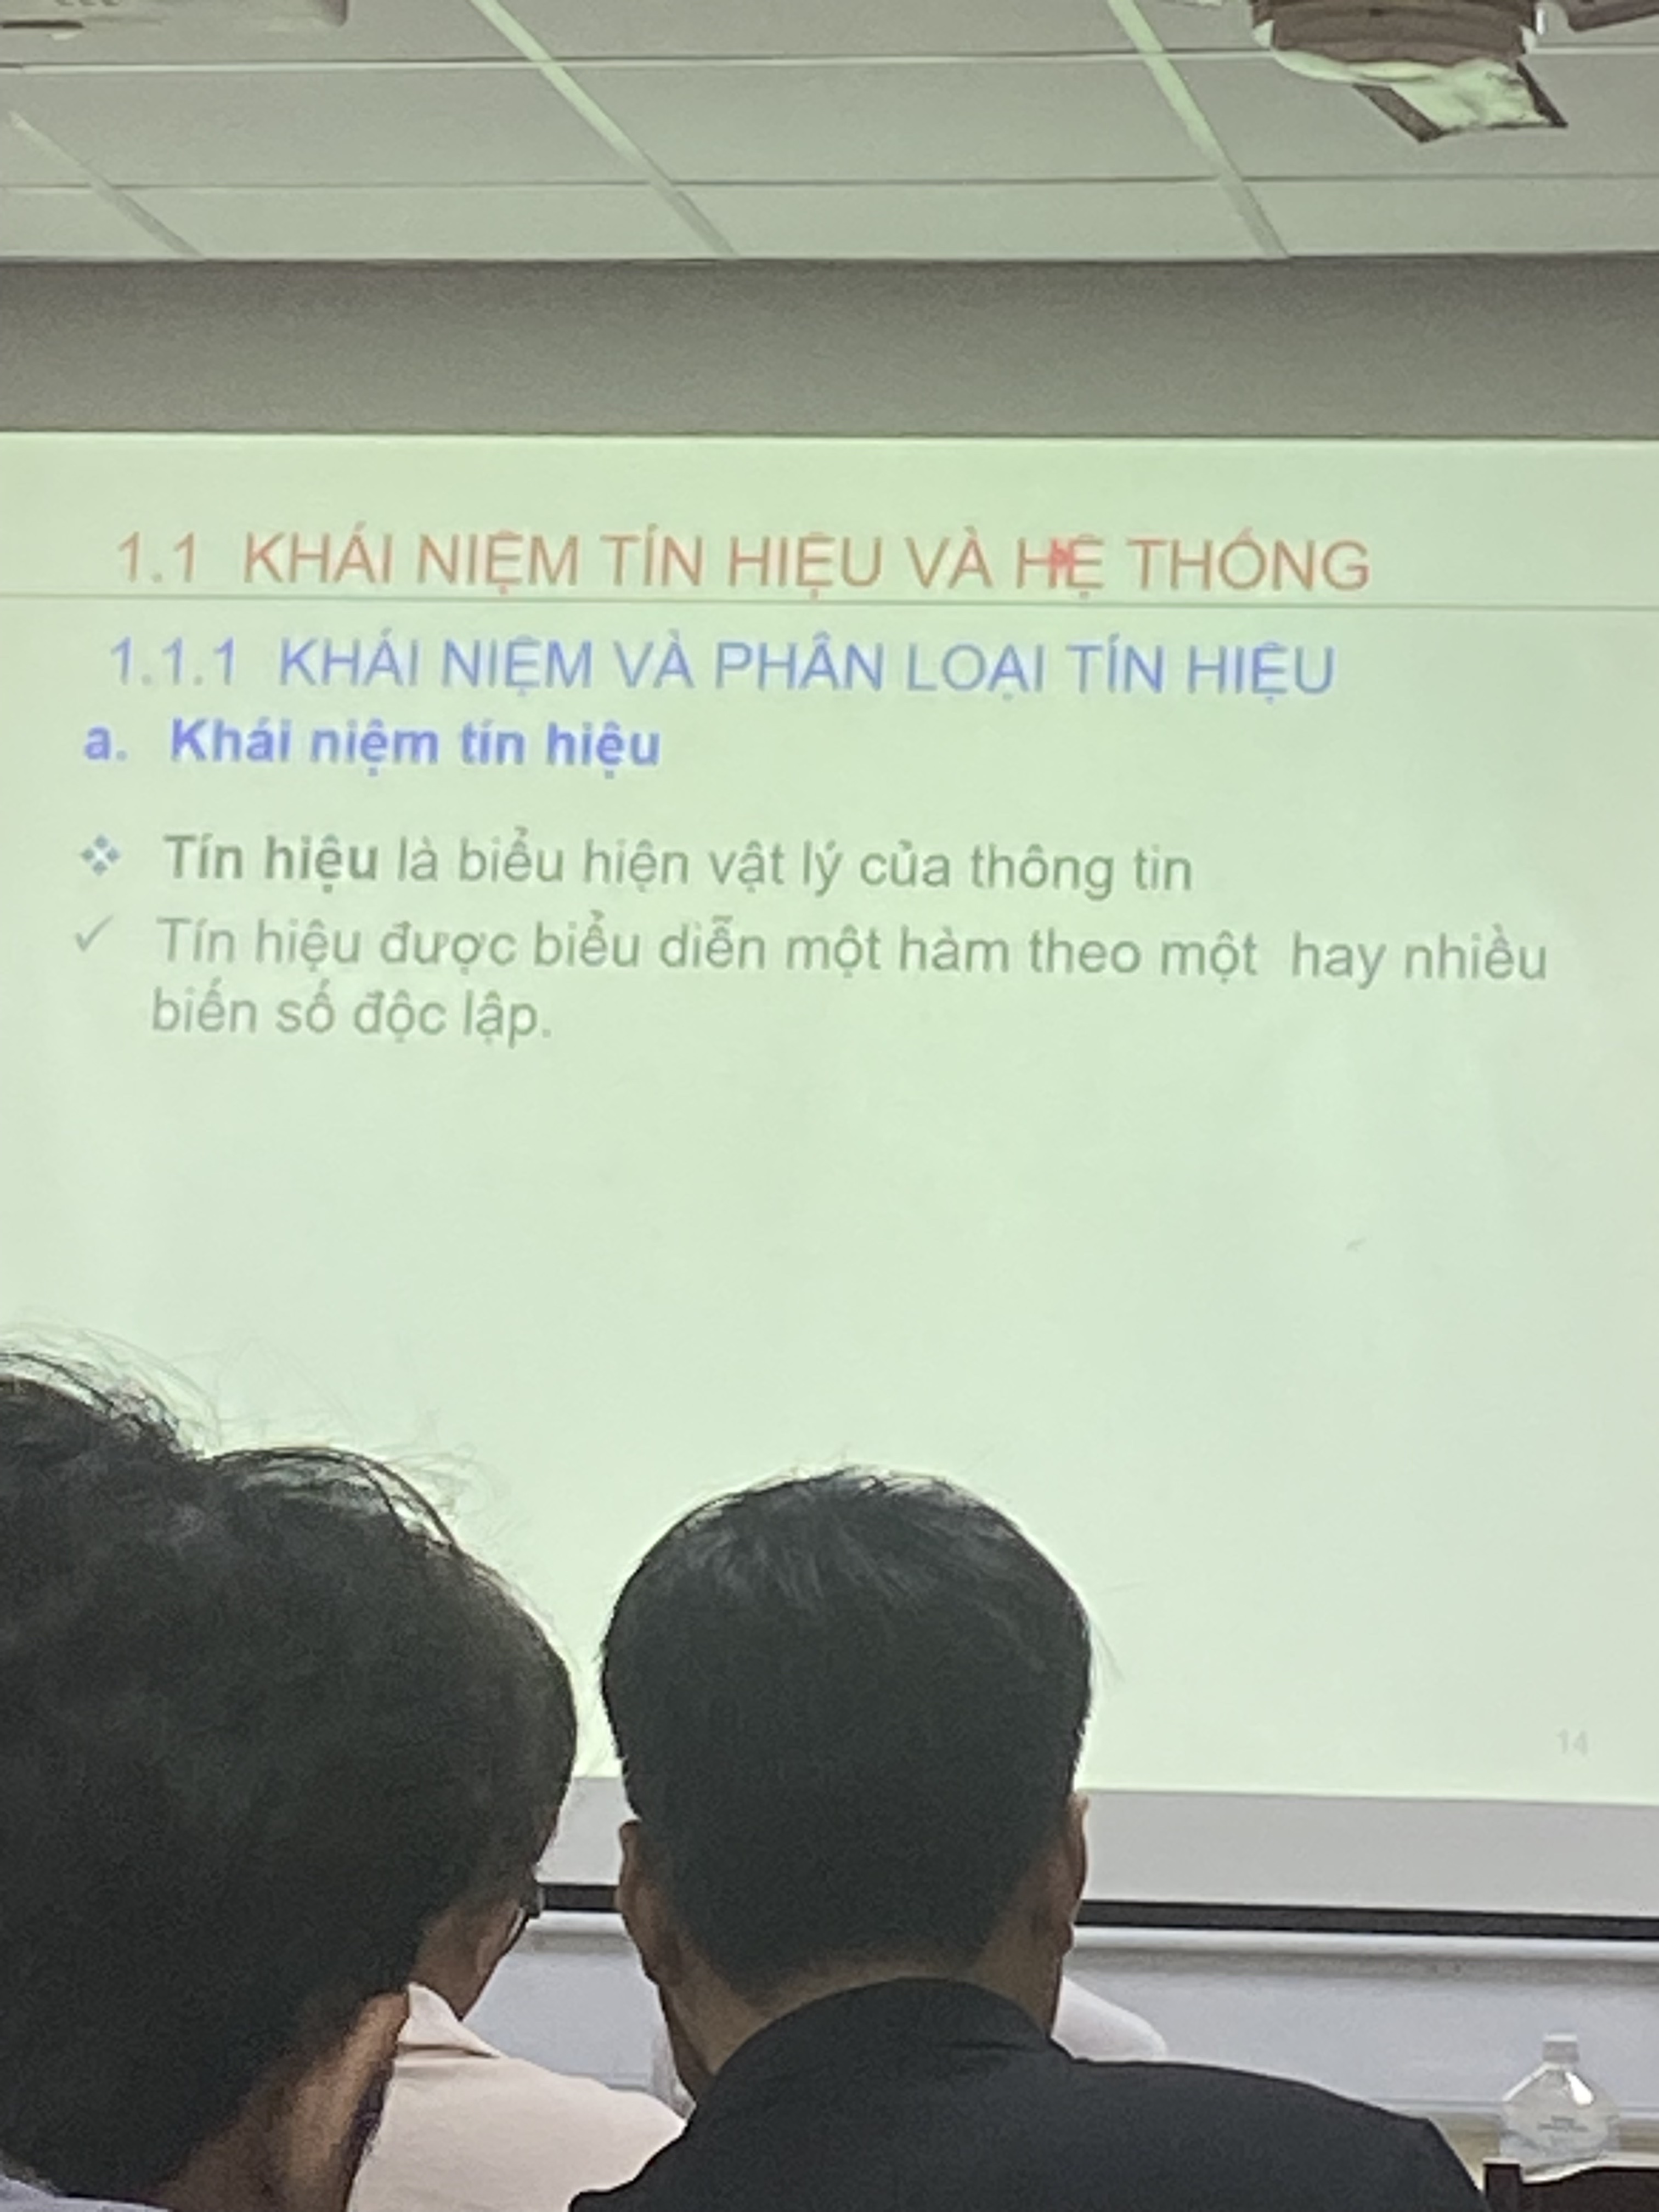 1.1 KHÁI NIỆM TÍN HIỆU VÀ HỆ THỐNG
1.1.1 KHÁI NIỆM VÀ PHÂN LOẠI TÍN HIỆU
a. Khái niệm tín hiệu
❖ Tín hiệu là biểu hiện vật lý của thông tin
✓ Tín hiệu được biểu diễn một hàm theo một hay nhiều
biến số độc lập.
14